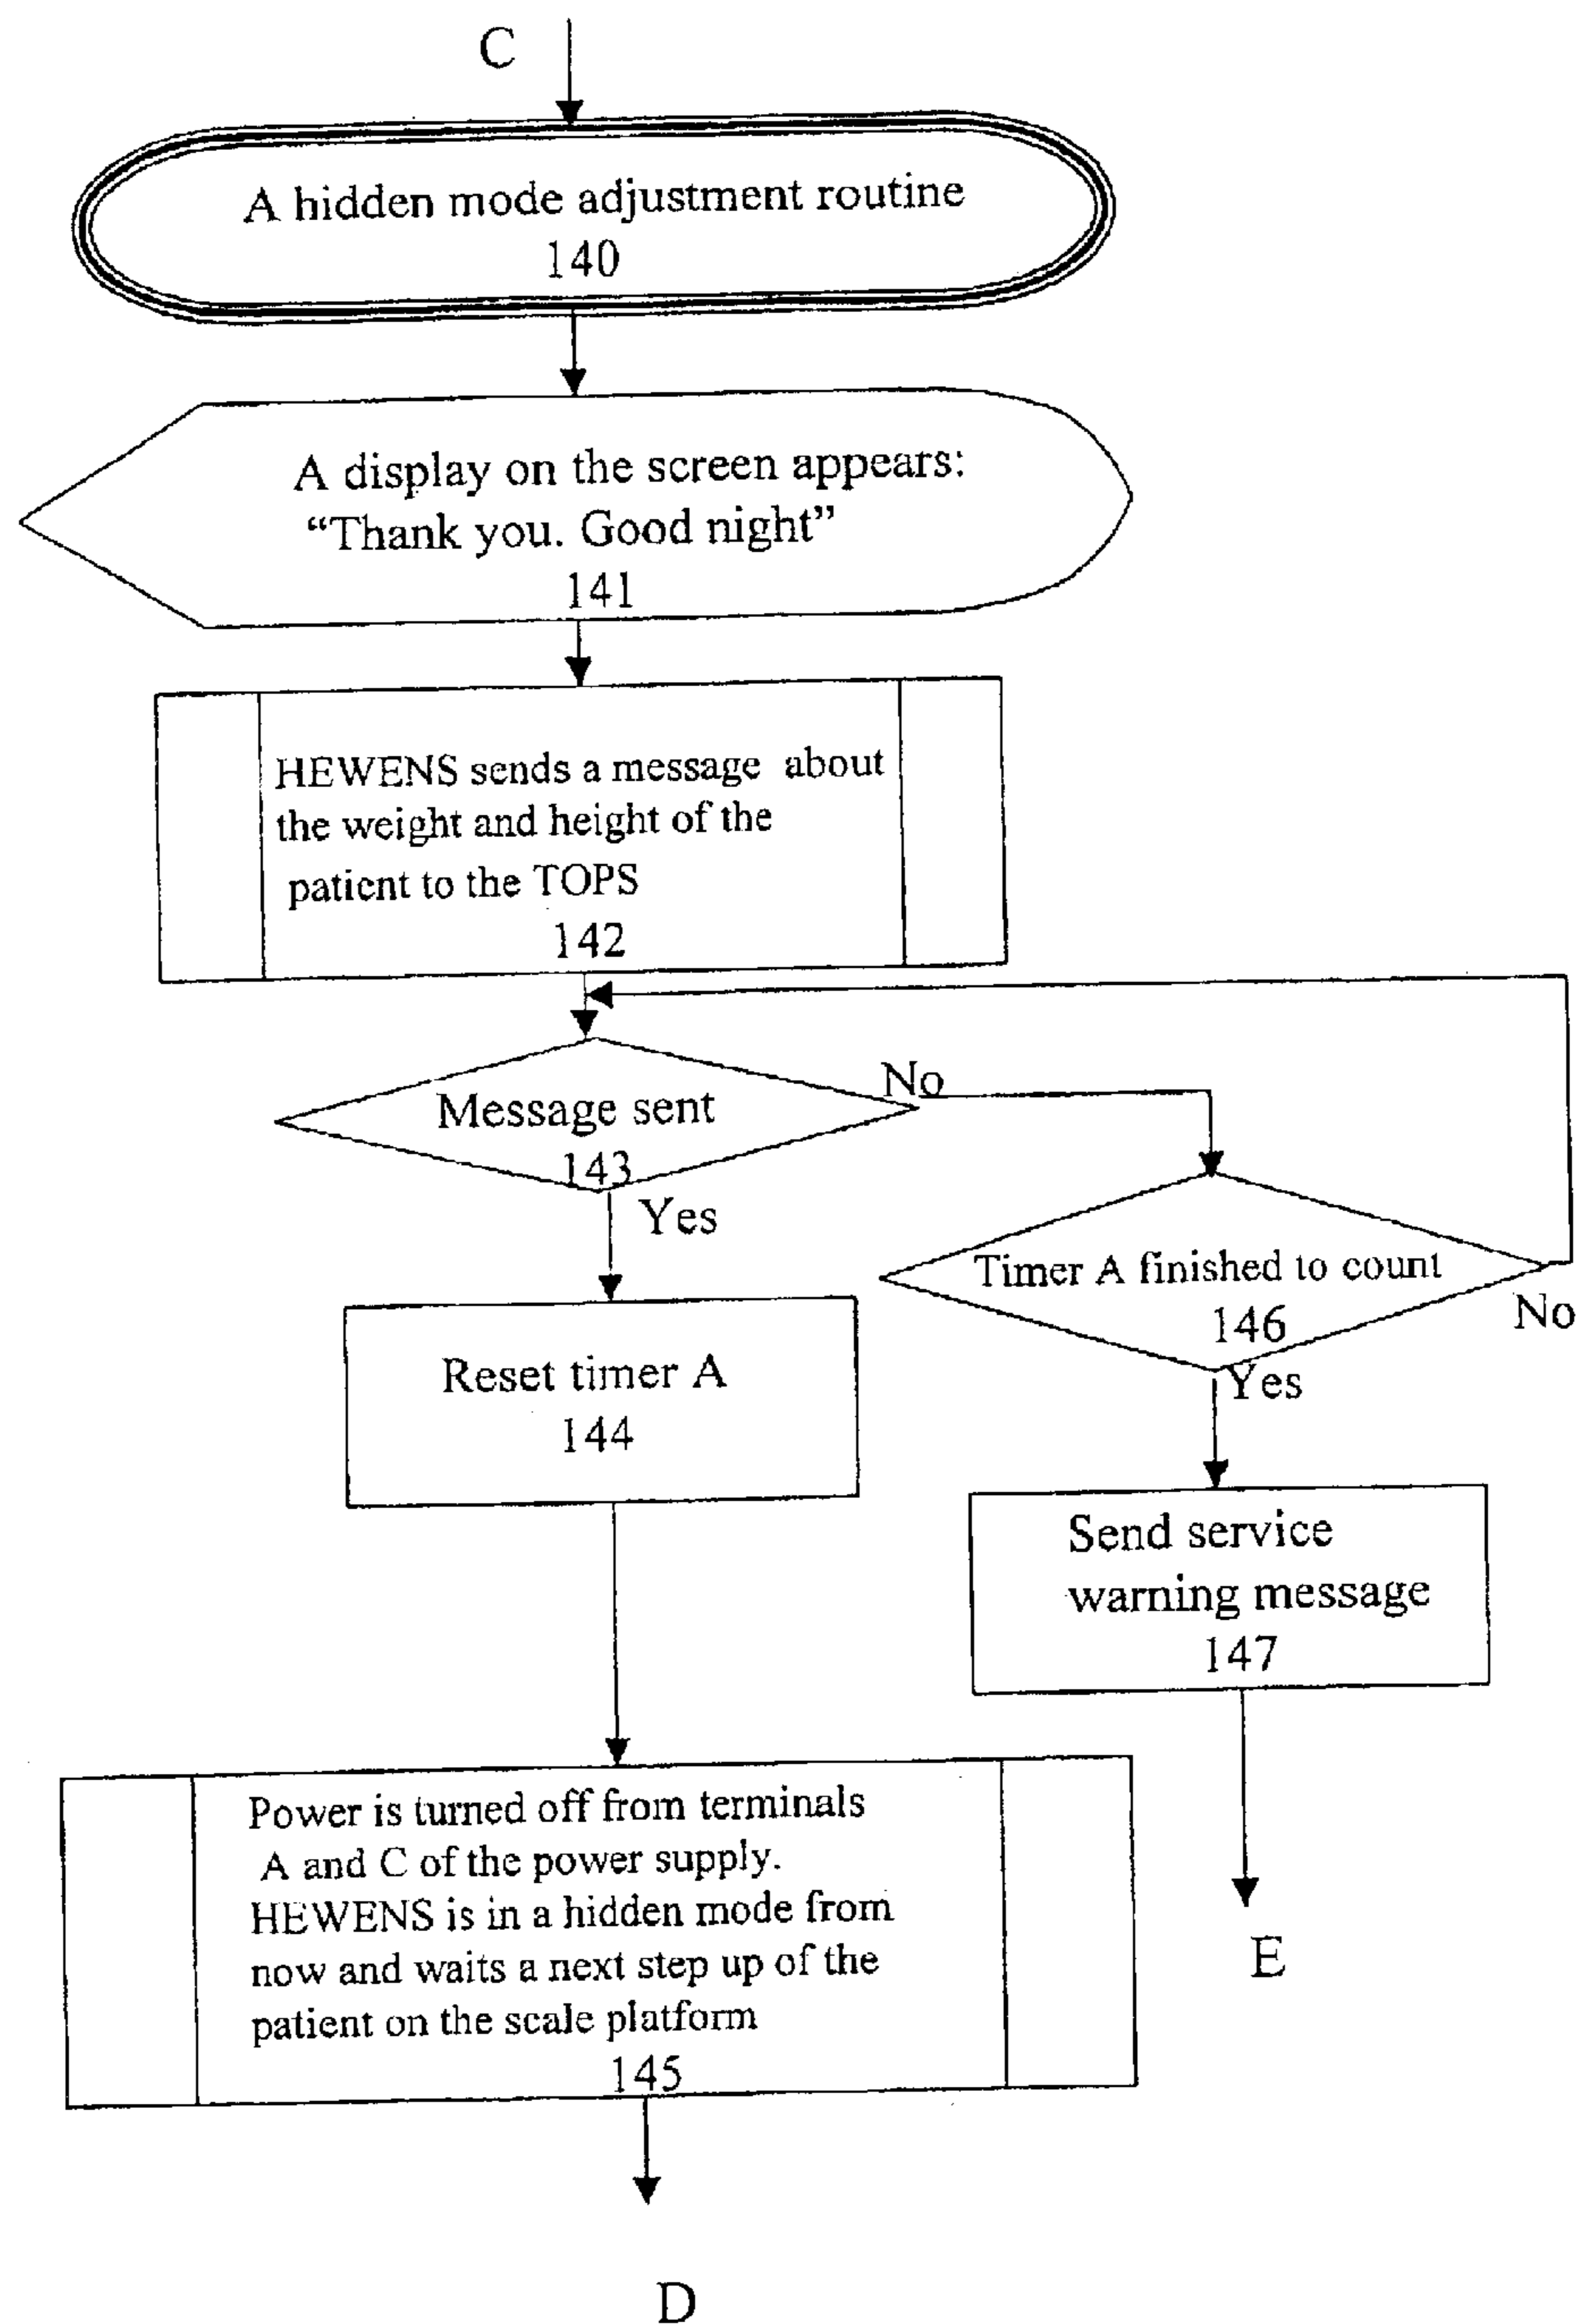 C
A hidden mode adjustment routine
140
A display on the screen appears:
“Thank you. Good night”
141
HEWENS sends a message about
the weight and height of the
patient to the TOPS
142
Message sent
143
No
Yes
Timer A finished to count
146
No
Yes
Reset timer A
144
Send service
warning message
147
E
Power is turned off from terminals
A and C of the power supply.
HEWENS is in a hidden mode from
now and waits a next step up of the
patient on the scale platform
145
D